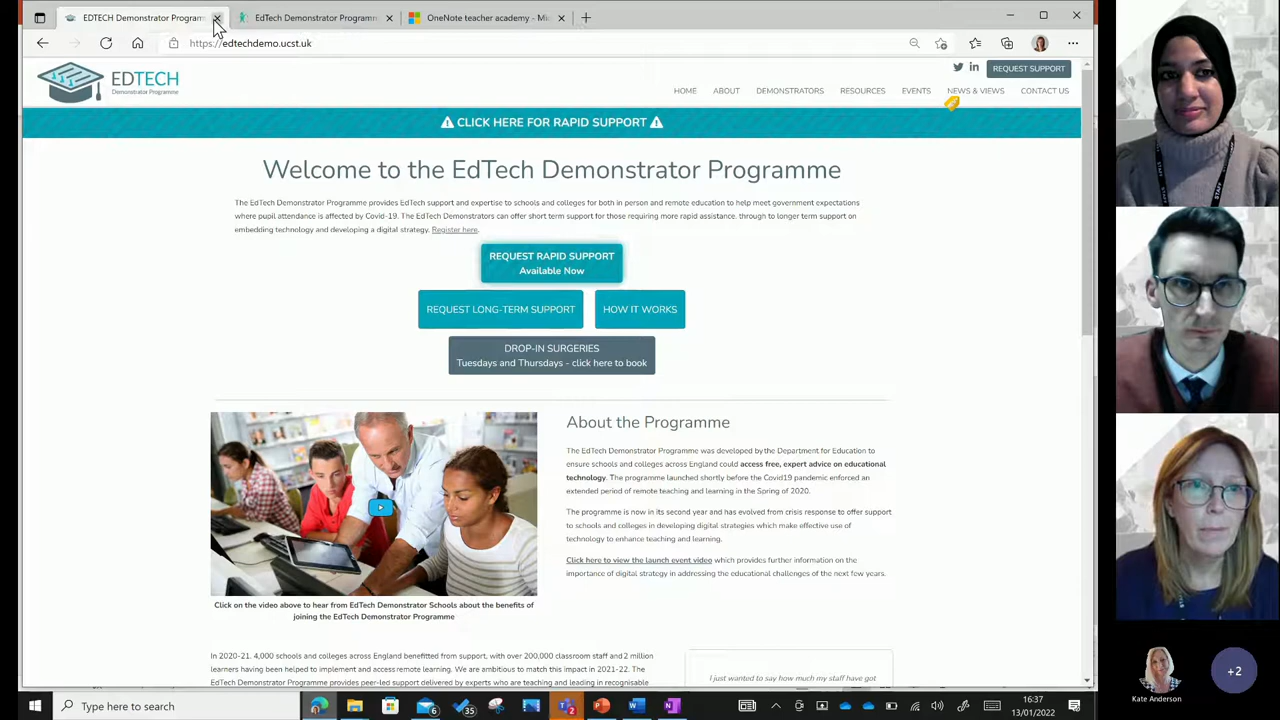 EDTECH Demonstrator Program
EdTech Demonstrator Programm
OneNote teacher academy - Mi
https://edtechdemo.ucst.uk
EDTECH
Demonstrator Programme
REQUEST SUPPORT
HOME ABOUT DEMONSTRATORS RESOURCES EVENTS NEWS & VIEWS CONTACT US
CLICK HERE FOR RAPID SUPPORT
Welcome to the EdTech Demonstrator Programme
The EdTech Demonstrator Programme provides EdTech support and expertise to schools and colleges for both in person and remote education to help meet government expectations
where pupil attendance is affected by Covid-19. The EdTech Demonstrators can offer short term support for those requiring more rapid assistance, through to longer term support on
embedding technology and developing a digital strategy. Register here.
REQUEST RAPID SUPPORT
Available Now
REQUEST LONG-TERM SUPPORT
HOW IT WORKS
DROP-IN SURGERIES
Tuesdays and Thursdays - click here to book
About the Programme
The EdTech Demonstrator Programme was developed by the Department for Education to
ensure schools and colleges across England could access free, expert advice on educational
technology. The programme launched shortly before the Covid19 pandemic enforced an
extended period of remote teaching and learning in the Spring of 2020.
The programme is now in its second year and has evolved from crisis response to offer support
to schools and colleges in developing digital strategies which make effective use of
technology to enhance teaching and learning.
Click here to view the launch event video which provides further information on the
importance of digital strategy in addressing the educational challenges of the next few years.
Click on the video above to hear from EdTech Demonstrator Schools about the benefits of
joining the EdTech Demonstrator Programme
In 2020-21, 4,000 schools and colleges across England benefitted from support, with over 200,000 classroom staff and 2 million
learners having been helped to implement and access remote learning. We are ambitious to match this impact in 2021-22. The
EdTech Demonstrator Programme provides peer-led support delivered by experts who are teaching and leading in recognisable
I just wanted to say how much my staff have got
STAFF
STAFF
Kate Anderson
+2
Type here to search
16:37
13/01/2022